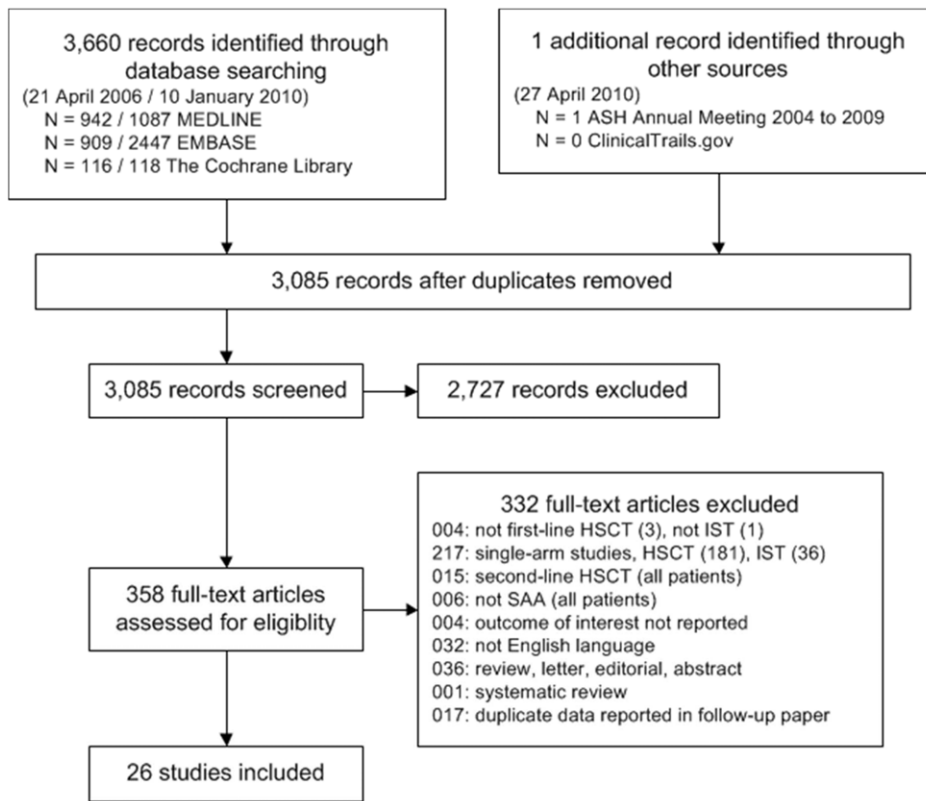 3,660 records identified through
database searching
(21 April 2006 / 10 January 2010)
N = 942 / 1087 MEDLINE
N = 909 / 2447 EMBASE
N = 116 / 118 The Cochrane Library
1 additional record identified through
other sources
(27 April 2010)
N = 1 ASH Annual Meeting 2004 to 2009
N = 0 ClinicalTrails.gov
3,085 records after duplicates removed
3,085 records screened
2,727 records excluded
358 full-text articles
assessed for eligiblity
332 full-text articles excluded
004: not first-line HSCT (3), not IST (1)
217: single-arm studies, HSCT (181), IST (36)
015: second-line HSCT (all patients)
006: not SAA (all patients)
004: outcome of interest not reported
032: not English language
036: review, letter, editorial, abstract
001: systematic review
017: duplicate data reported in follow-up paper
26 studies included